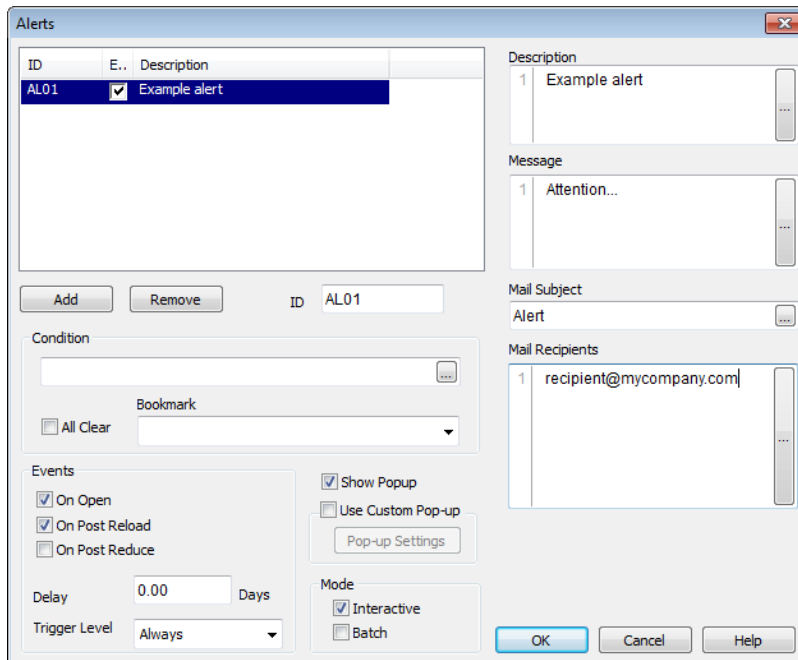 Alerts
ID E.. Description
AL01 Example alert
Add Remove ID AL01
Condition
...
All Clear
Bookmark
Events
On Open
On Post Reload
On Post Reduce
Delay 0.00 Days
Trigger Level Always
Show Popup
Use Custom Pop-up
Pop-up Settings
Mode
Interactive
Batch
Description
1 Example alert
...
Message
1 Attention...
...
Mail Subject
Alert ...
Mail Recipients
1 recipient@mycompany.com
...
OK Cancel Help